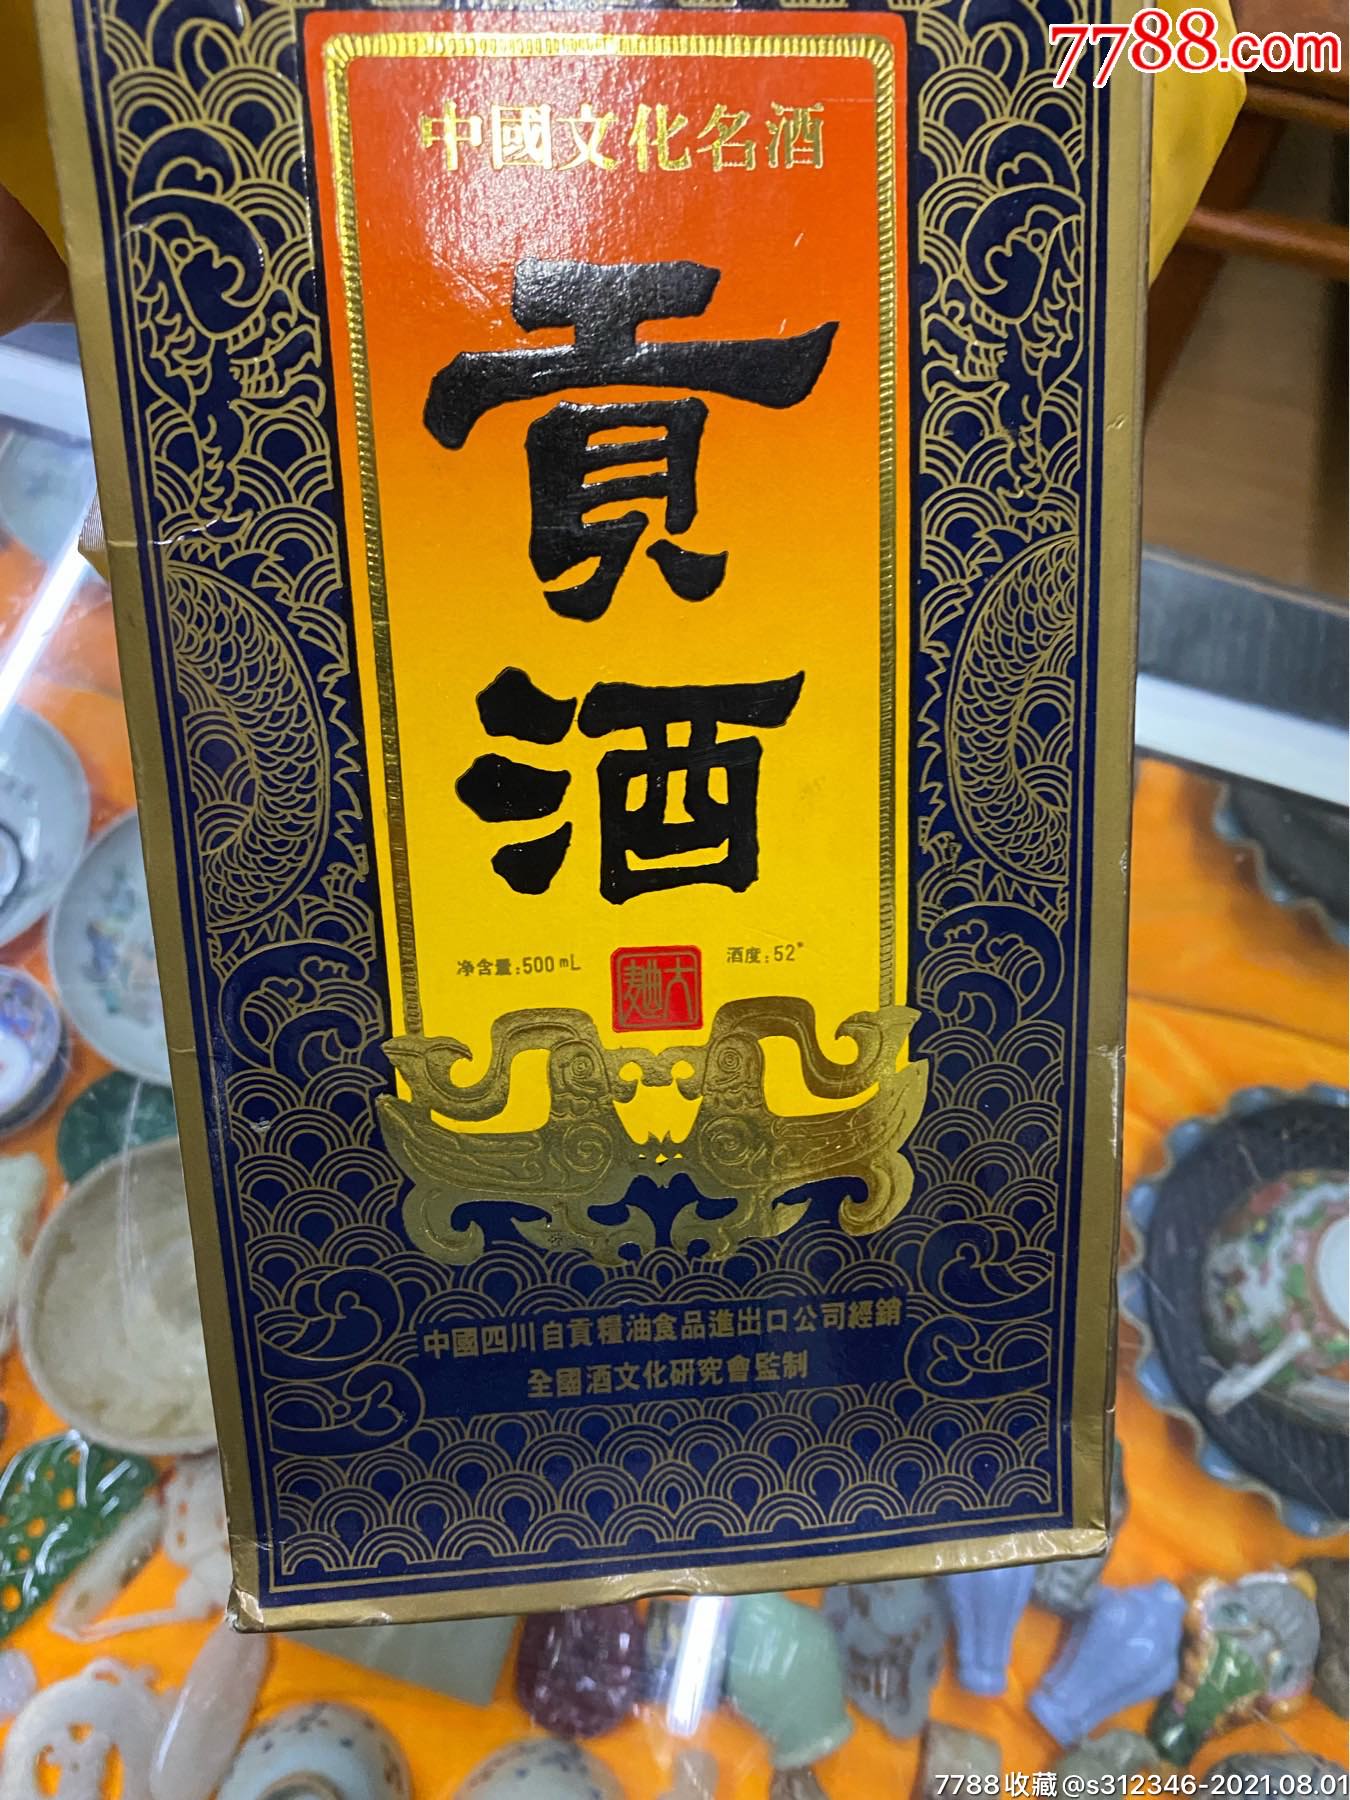 7788.com
中國文化名酒
貢
酒
净含量:500mL
大
麯
酒度:52°
中國四川自貢糧油食品進出口公司經銷
全國酒文化研究會監制
7788收藏@s312346-2021.08.01